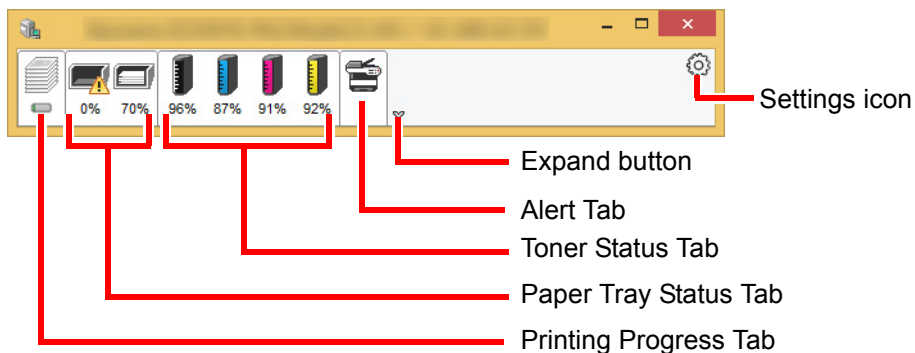 0% 70% 96% 87% 91% 92%
Settings icon
Expand button
Alert Tab
Toner Status Tab
Paper Tray Status Tab
Printing Progress Tab